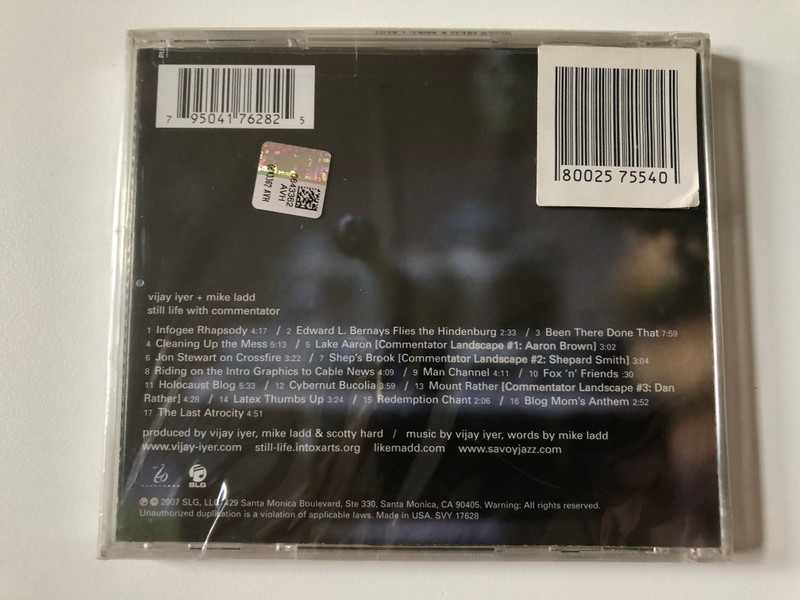 7 95041 76282 5
80025 75540
0843362
AVH
vijay iyer + mike ladd
still life with commentator
1 Infogee Rhapsody 4:17 / 2 Edward L. Bernays Flies the Hindenburg 2:33 / 3 Been There Done That 7:59
4 Cleaning Up the Mess 5:13 / 5 Lake Aaron [Commentator Landscape #1: Aaron Brown] 3:02
6 Jon Stewart on Crossfire 3:22 / 7 Shep's Brook [Commentator Landscape #2: Shepard Smith] 3:04
8 Riding on the Intro Graphics to Cable News 4:09 / 9 Man Channel 4:11 / 10 Fox 'n' Friends :30
11 Holocaust Blog 5:33 / 12 Cybernut Bucolia 3:59 / 13 Mount Rather [Commentator Landscape #3: Dan
Rather] 4:28 / 14 Latex Thumbs Up 3:24 / 15 Redemption Chant 2:06 / 16 Blog Mom's Anthem 2:52
17 The Last Atrocity 4:51
produced by vijay iyer, mike ladd & scotty hard / music by vijay iyer, words by mike ladd
www.vijay-iyer.com still-life.intoxarts.org likemadd.com www.savoyjazz.com
SLG
℗ © 2007 SLG, LLC, 429 Santa Monica Boulevard, Ste 330, Santa Monica, CA 90405. Warning: All rights reserved.
Unauthorized duplication is a violation of applicable laws. Made in USA. SVY 17628